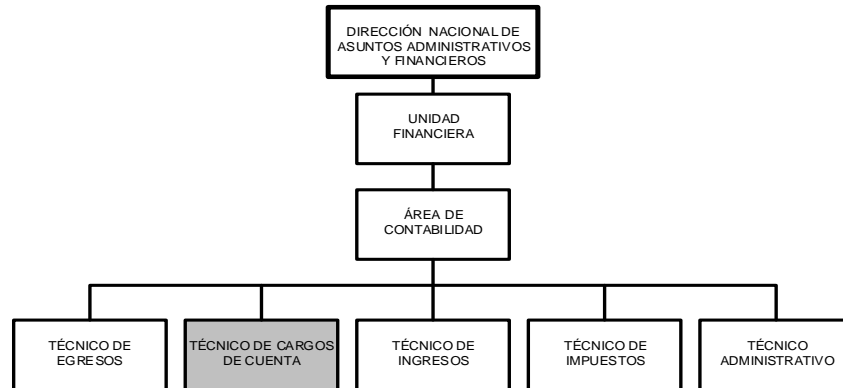 DIRECCIÓN NACIONAL DE
ASUNTOS ADMINISTRATIVOS
Y FINANCIEROS
UNIDAD
FINANCIERA
ÁREA DE
CONTABILIDAD
TÉCNICO DE
EGRESOS
TÉCNICO DE CARGOS
DE CUENTA
TÉCNICO DE
INGRESOS
TÉCNICO DE
IMPUESTOS
TÉCNICO
ADMINISTRATIVO